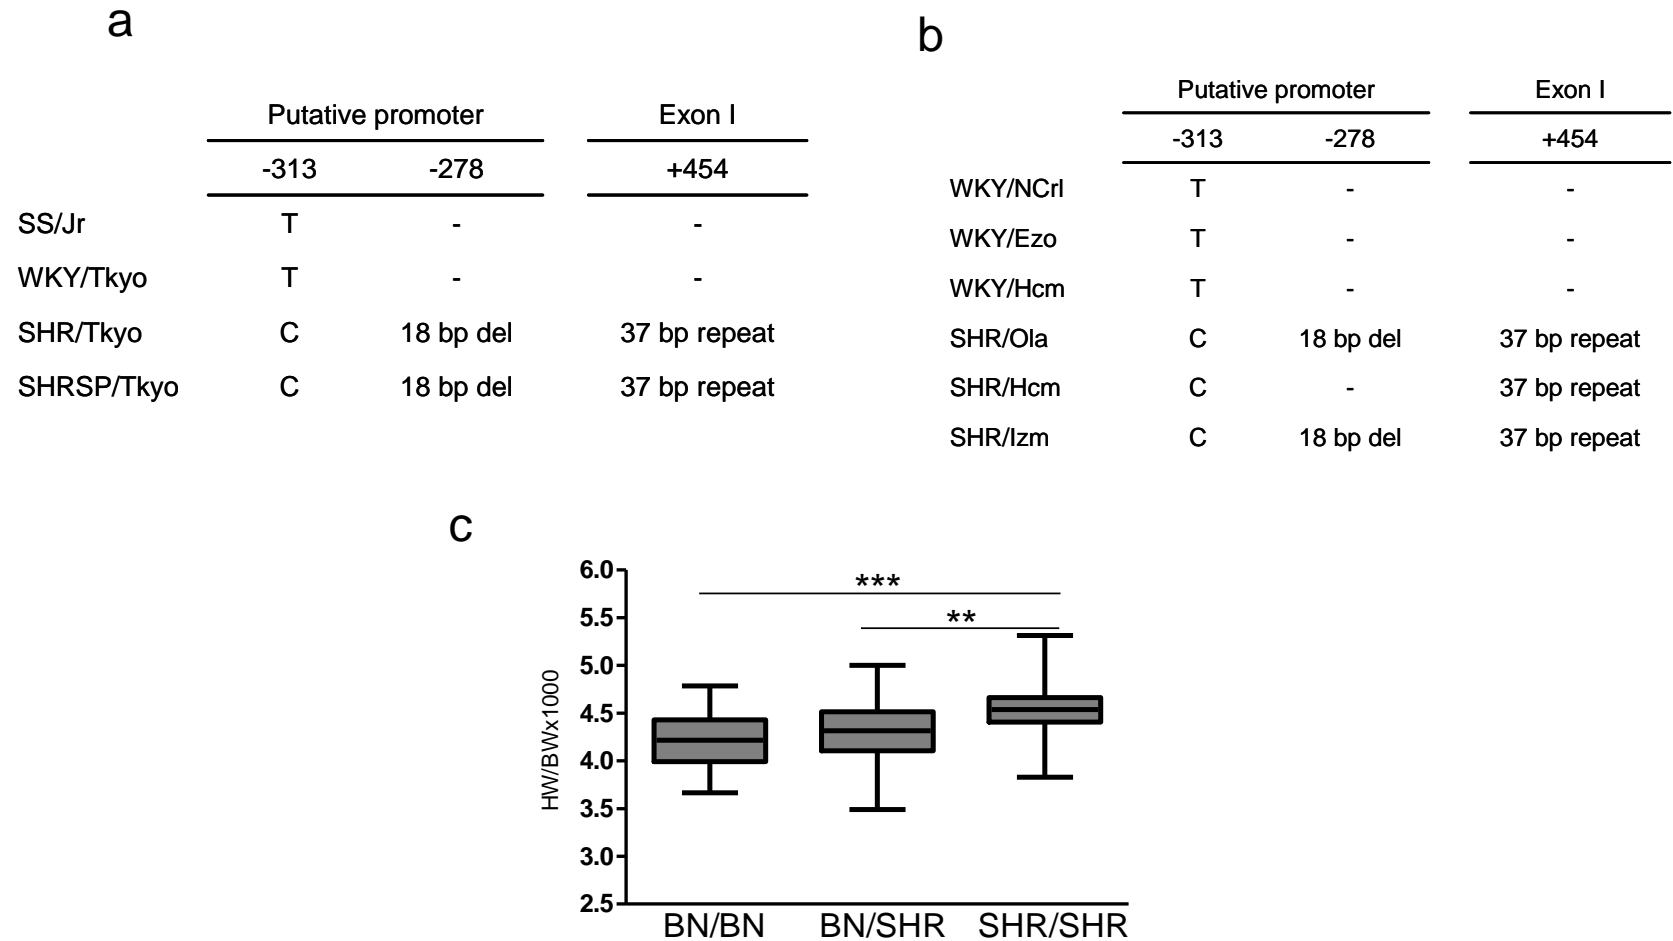 a
Putative promoter Exon I
-313 -278 +454
SS/Jr T - -
WKY/Tkyo T - -
SHR/Tkyo C 18 bp del 37 bp repeat
SHRSP/Tkyo C 18 bp del 37 bp repeat
b
Putative promoter Exon I
-313 -278 +454
WKY/NCrl T - -
WKY/Ezo T - -
WKY/Hcm T - -
SHR/Ola C 18 bp del 37 bp repeat
SHR/Hcm C - 37 bp repeat
SHR/Izm C 18 bp del 37 bp repeat
c
HW/BWx1000
6.0
5.5
5.0
4.5
4.0
3.5
3.0
2.5
***
**
BN/BN BN/SHR SHR/SHR